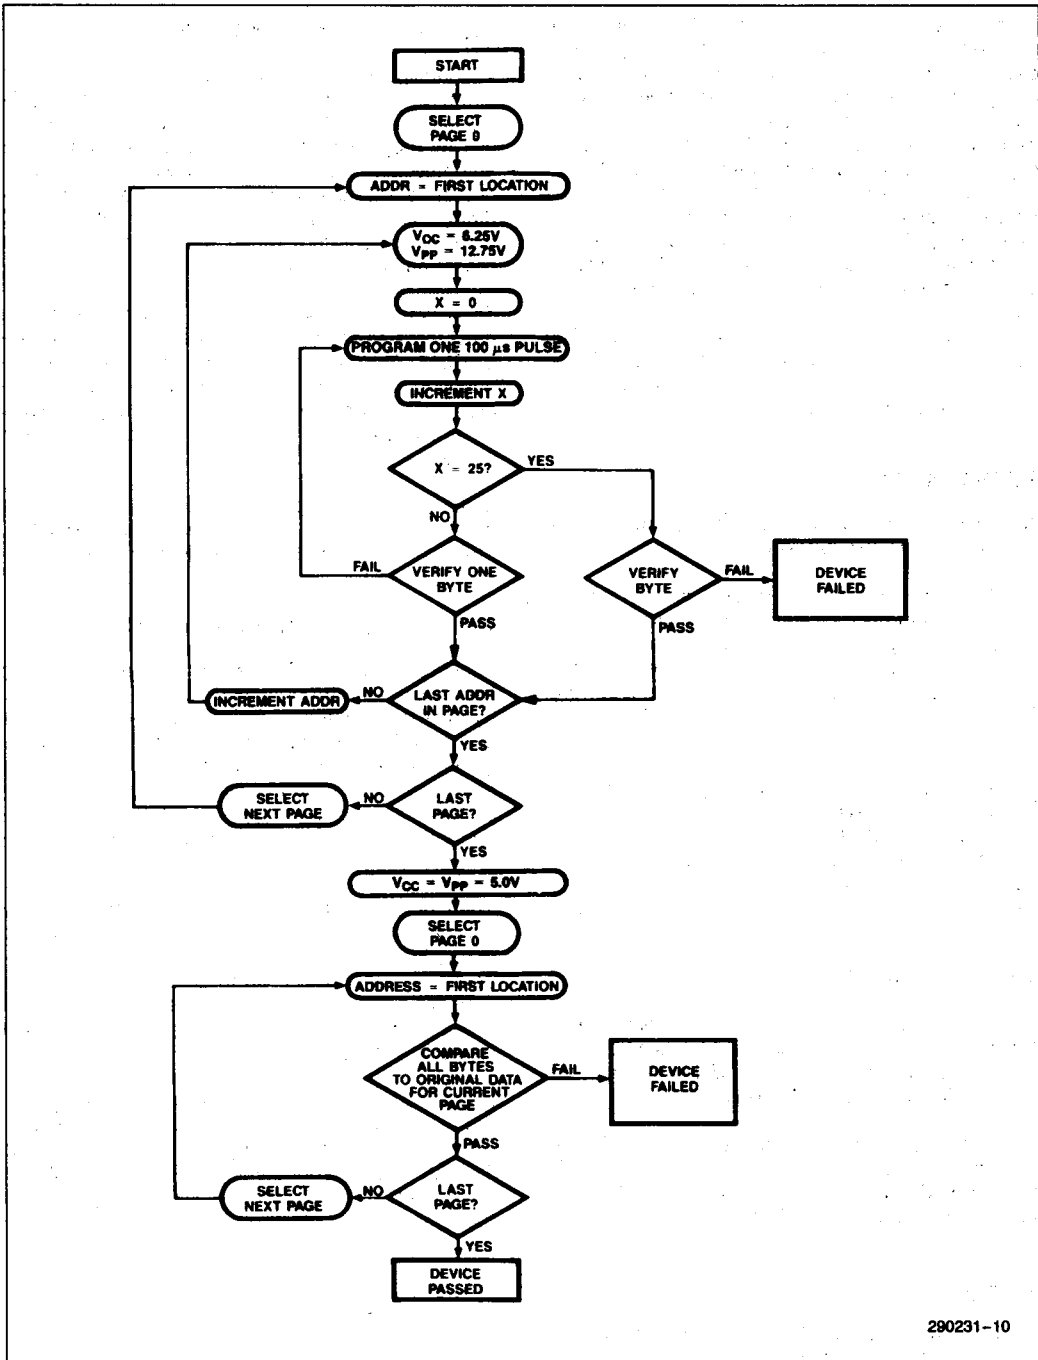 START
SELECT
PAGE 0
ADDR = FIRST LOCATION
VCC = 6.25V
VPP = 12.75V
X = 0
PROGRAM ONE 100 μs PULSE
INCREMENT X
X = 25?
YES
NO
FAIL
VERIFY ONE
BYTE
PASS
VERIFY
BYTE
FAIL
PASS
DEVICE
FAILED
INCREMENT ADDR
NO
LAST ADDR
IN PAGE?
YES
SELECT
NEXT PAGE
NO
LAST
PAGE?
YES
VCC = VPP = 5.0V
SELECT
PAGE 0
ADDRESS = FIRST LOCATION
COMPARE
ALL BYTES
TO ORIGINAL DATA
FOR CURRENT
PAGE
FAIL
DEVICE
FAILED
PASS
SELECT
NEXT PAGE
NO
LAST
PAGE?
YES
DEVICE
PASSED
290231-10